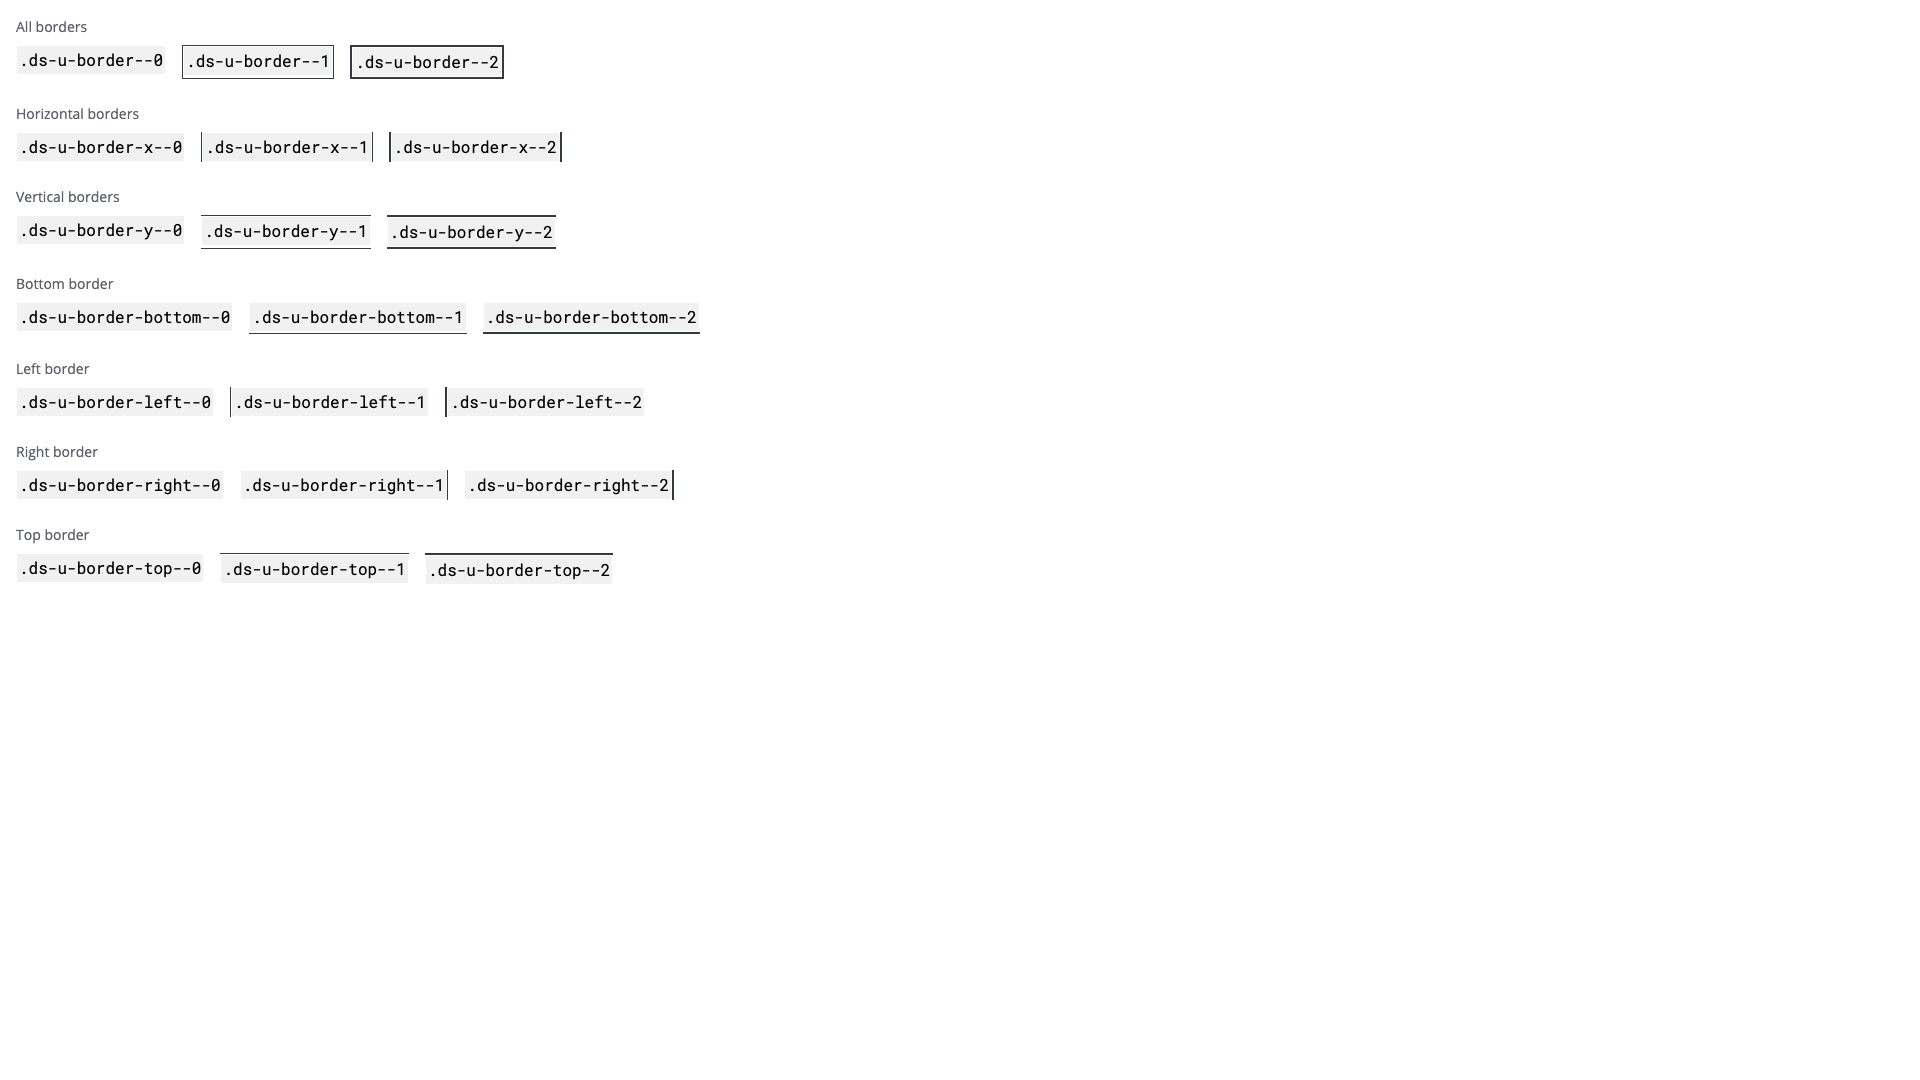 All borders
.ds-u-border--0 .ds-u-border--1 .ds-u-border--2
Horizontal borders
.ds-u-border-x--0 .ds-u-border-x--1 .ds-u-border-x--2
Vertical borders
.ds-u-border-y--0 .ds-u-border-y--1 .ds-u-border-y--2
Bottom border
.ds-u-border-bottom--0 .ds-u-border-bottom--1 .ds-u-border-bottom--2
Left border
.ds-u-border-left--0 .ds-u-border-left--1 .ds-u-border-left--2
Right border
.ds-u-border-right--0 .ds-u-border-right--1 .ds-u-border-right--2
Top border
.ds-u-border-top--0 .ds-u-border-top--1 .ds-u-border-top--2